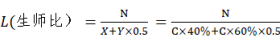 L(生师比) = N / X+Y×0.5 = N / C×40%+C×60%×0.5